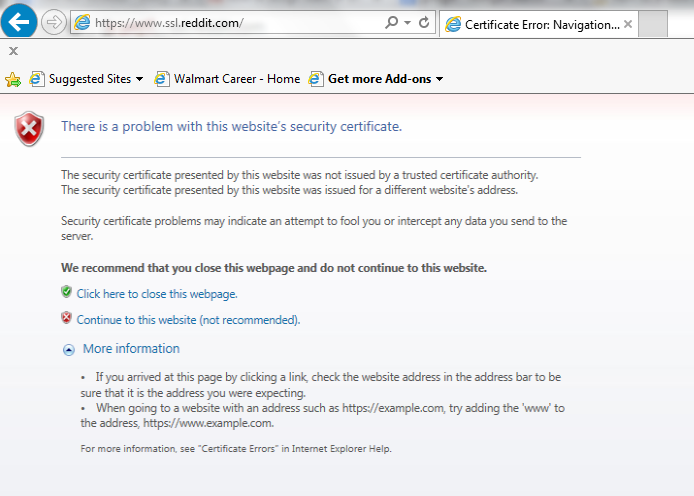 https://www.ssl.reddit.com/
Certificate Error: Navigation...
Suggested Sites
Walmart Career - Home
Get more Add-ons
There is a problem with this website's security certificate.
The security certificate presented by this website was not issued by a trusted certificate authority.
The security certificate presented by this website was issued for a different website's address.
Security certificate problems may indicate an attempt to fool you or intercept any data you send to the
server.
We recommend that you close this webpage and do not continue to this website.
Click here to close this webpage.
Continue to this website (not recommended).
More information
• If you arrived at this page by clicking a link, check the website address in the address bar to be
sure that it is the address you were expecting.
• When going to a website with an address such as https://example.com, try adding the 'www' to
the address, https://www.example.com.
For more information, see "Certificate Errors" in Internet Explorer Help.